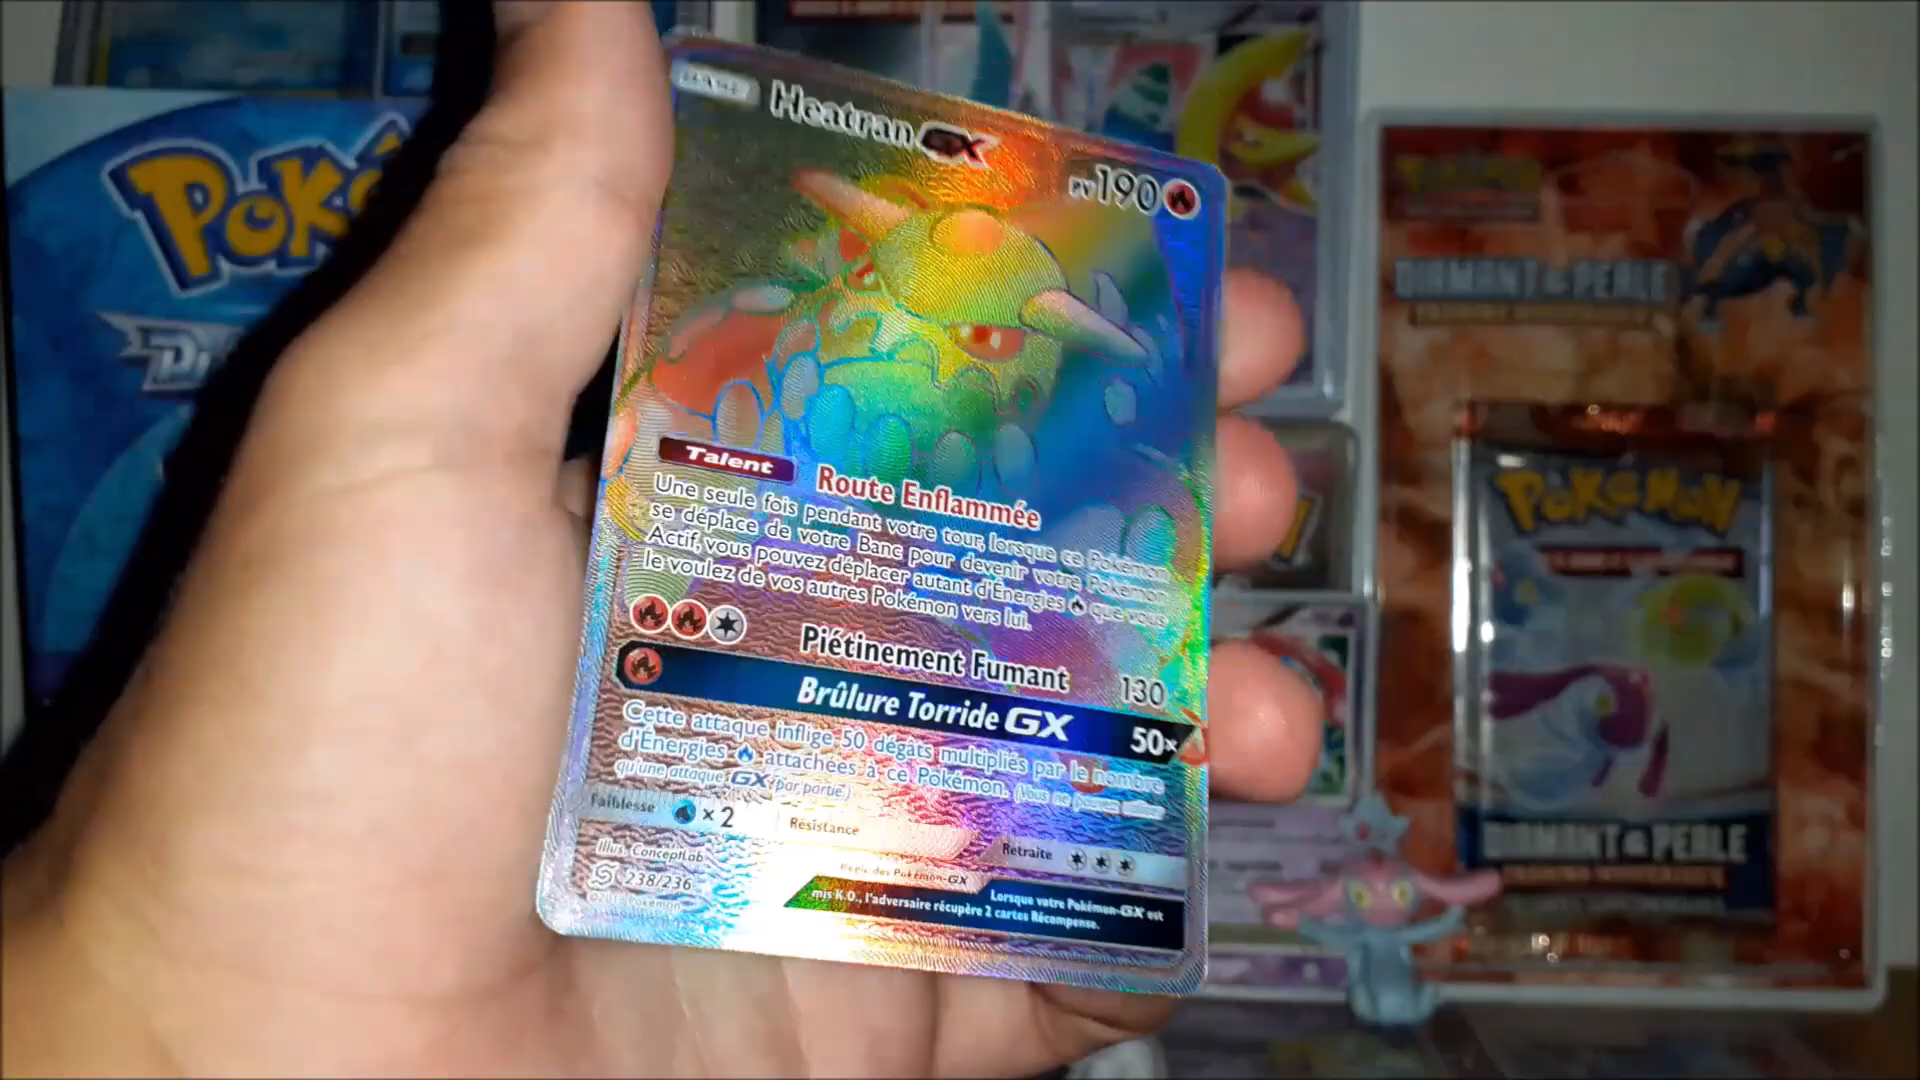 Poké
Heatran GX
PV 190
Talent
Route Enflammée
Une seule fois pendant votre tour, lorsque ce Pokémon
se déplace de votre Banc pour devenir votre Pokémon
Actif, vous pouvez déplacer autant d'Énergies que vous
le voulez de vos autres Pokémon vers lui.
Piétinement Fumant 130
Brûlure Torride GX 50×
Cette attaque inflige 50 dégâts multipliés par le nombre
d'Énergies attachées à ce Pokémon. (Vous ne pouvez utiliser
qu'une attaque GX par partie.)
Faiblesse ×2
Résistance
Retraite
Illus. ConceptLab
238/236
Règle des Pokémon-GX
Lorsque votre Pokémon-GX est
mis K.O., l'adversaire récupère 2 cartes Récompense.
DIAMANT & PERLE
POKéMON
DIAMANT & PERLE